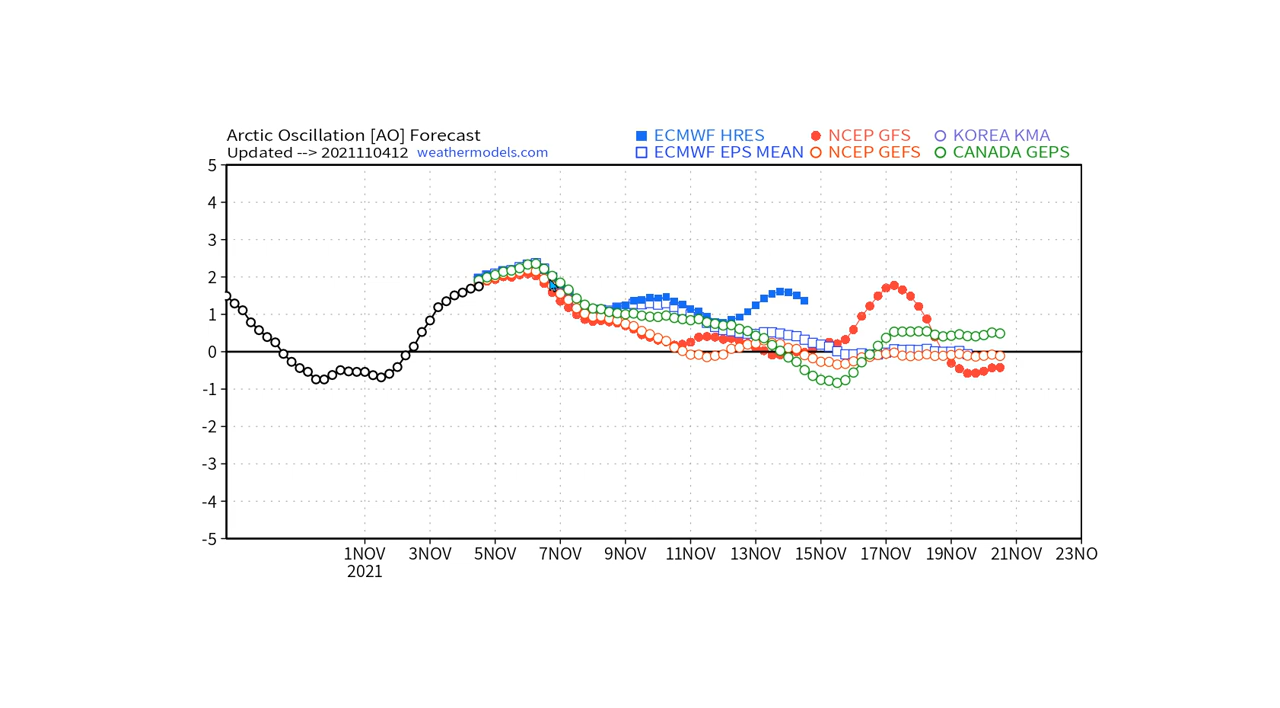 Arctic Oscillation [AO] Forecast
ECMWF HRES NCEP GFS KOREA KMA
Updated --> 2021110412 weathermodels.com
ECMWF EPS MEAN NCEP GEFS CANADA GEPS
5
4
3
2
1
0
-1
-2
-3
-4
-5
1NOV 3NOV 5NOV 7NOV 9NOV 11NOV 13NOV 15NOV 17NOV 19NOV 21NOV 23NO
2021